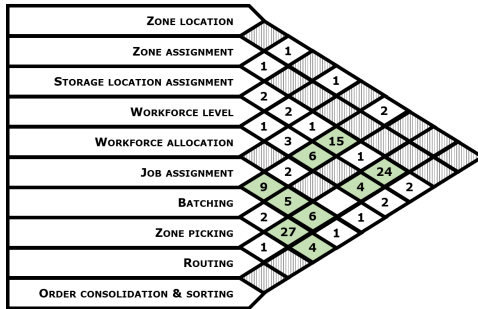 ZONE LOCATION
ZONE ASSIGNMENT 1
1
STORAGE LOCATION ASSIGNMENT 1
2
WORKFORCE LEVEL 2 2
1 1
WORKFORCE ALLOCATION 3 15
6 1
JOB ASSIGNMENT 2 24
9 4 2
BATCHING 5 2
2 6 1
ZONE PICKING 27 1
1 4
ROUTING
ORDER CONSOLIDATION & SORTING